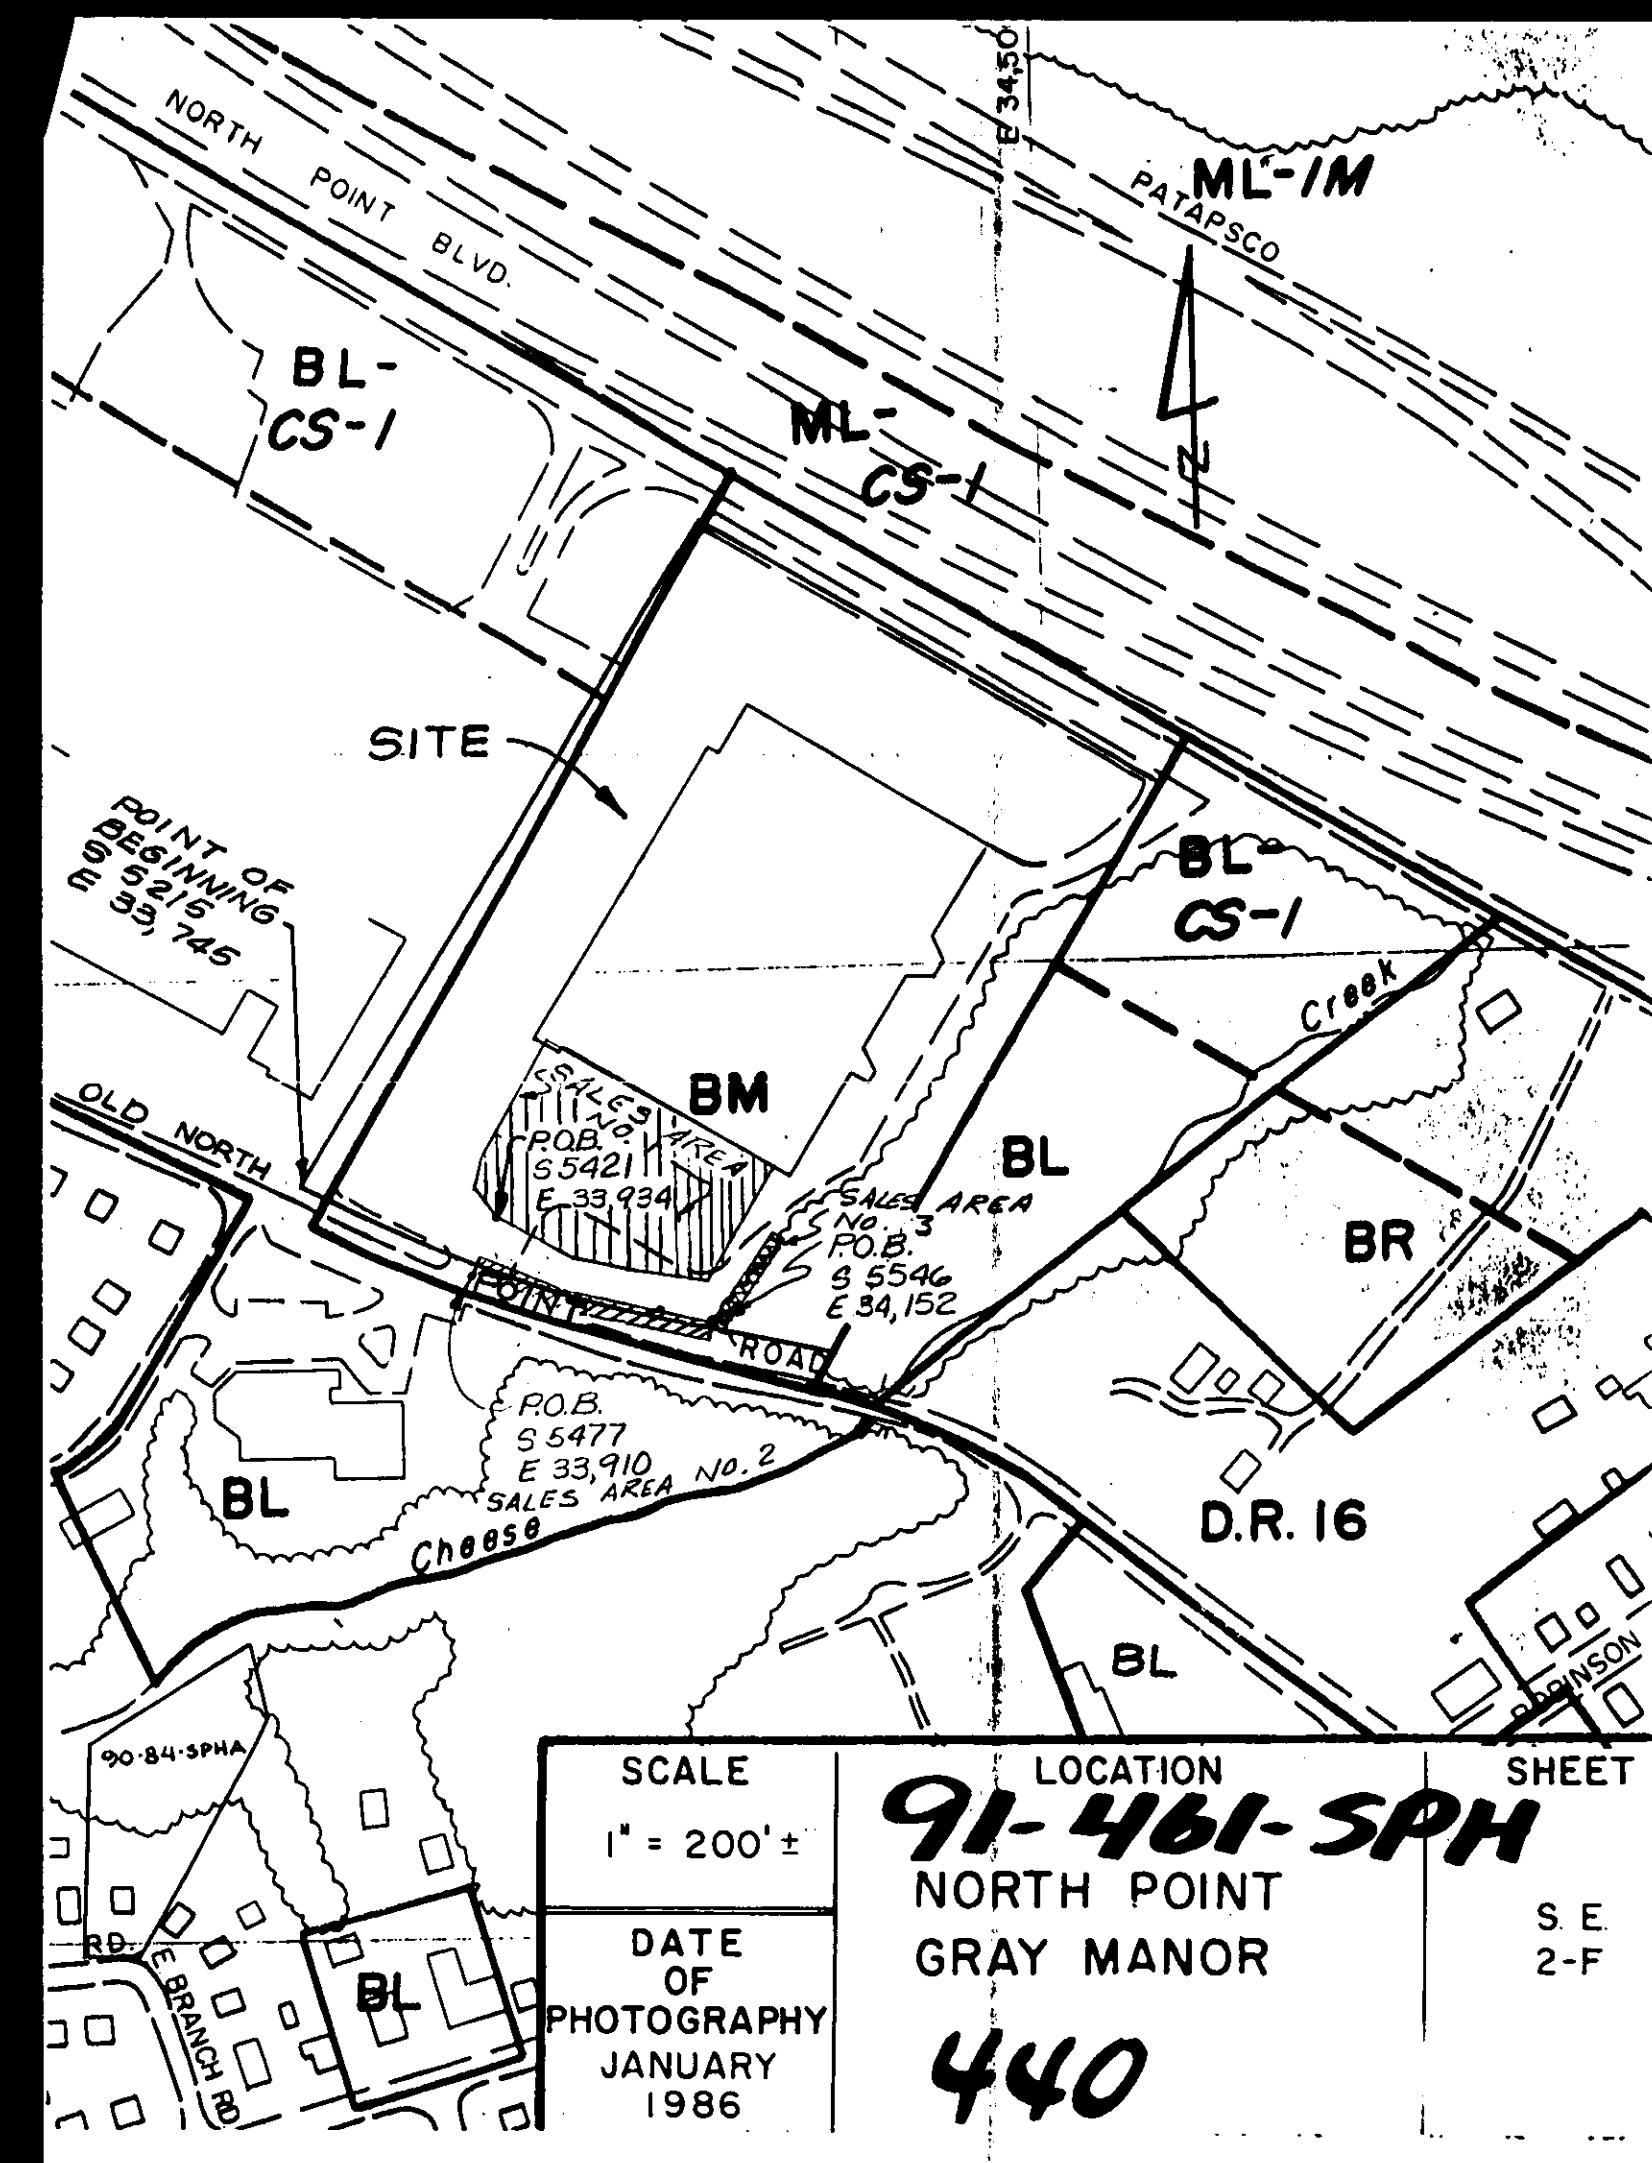 E 34,50
NORTH POINT BLVD.
ML-1M
PATAPSCO
BL-
CS-1
ML-
CS-1
N
SITE
POINT OF
BEGINNING
S 5215
E 33,745
BL-
CS-1
Creek
OLD NORTH POINT ROAD
SALES AREA
No. 1
P.O.B.
S 5421
E 33,934
BM
BL
SALES AREA
No. 3
P.O.B.
S 5546
E 34,152
BR
P.O.B.
S 5477
E 33,910
SALES AREA NO. 2
BL
Cheese
D.R. 16
BL
ROBINSON
90-84-SPHA
RD.
E BRANCH RD
BL
SCALE
1" = 200' ±
DATE
OF
PHOTOGRAPHY
JANUARY
1986
LOCATION
91-461-SPH
NORTH POINT
GRAY MANOR
440
SHEET
S. E.
2-F